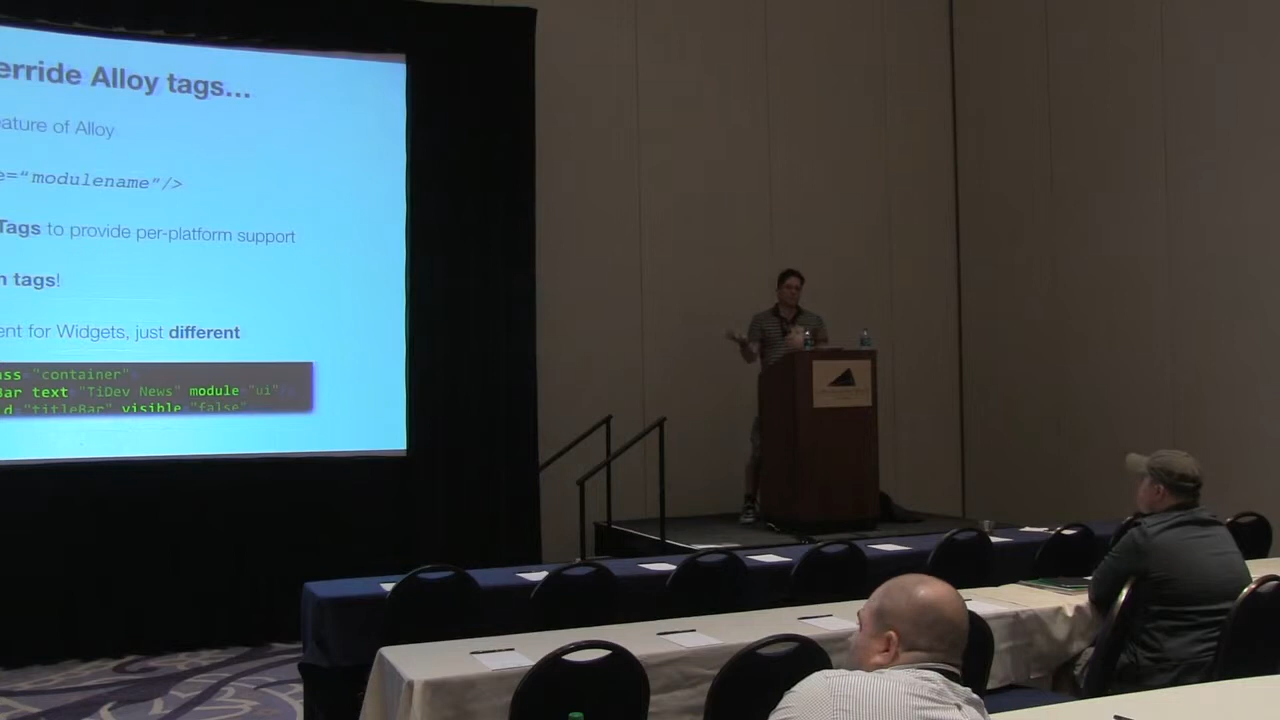 erride Alloy tags...
eature of Alloy
e="modulename"/>
Tags to provide per-platform support
n tags!
ent for Widgets, just different
ass "container"
Bar text "TiDev News" module "ui"/
d "titleBar" visible "false"